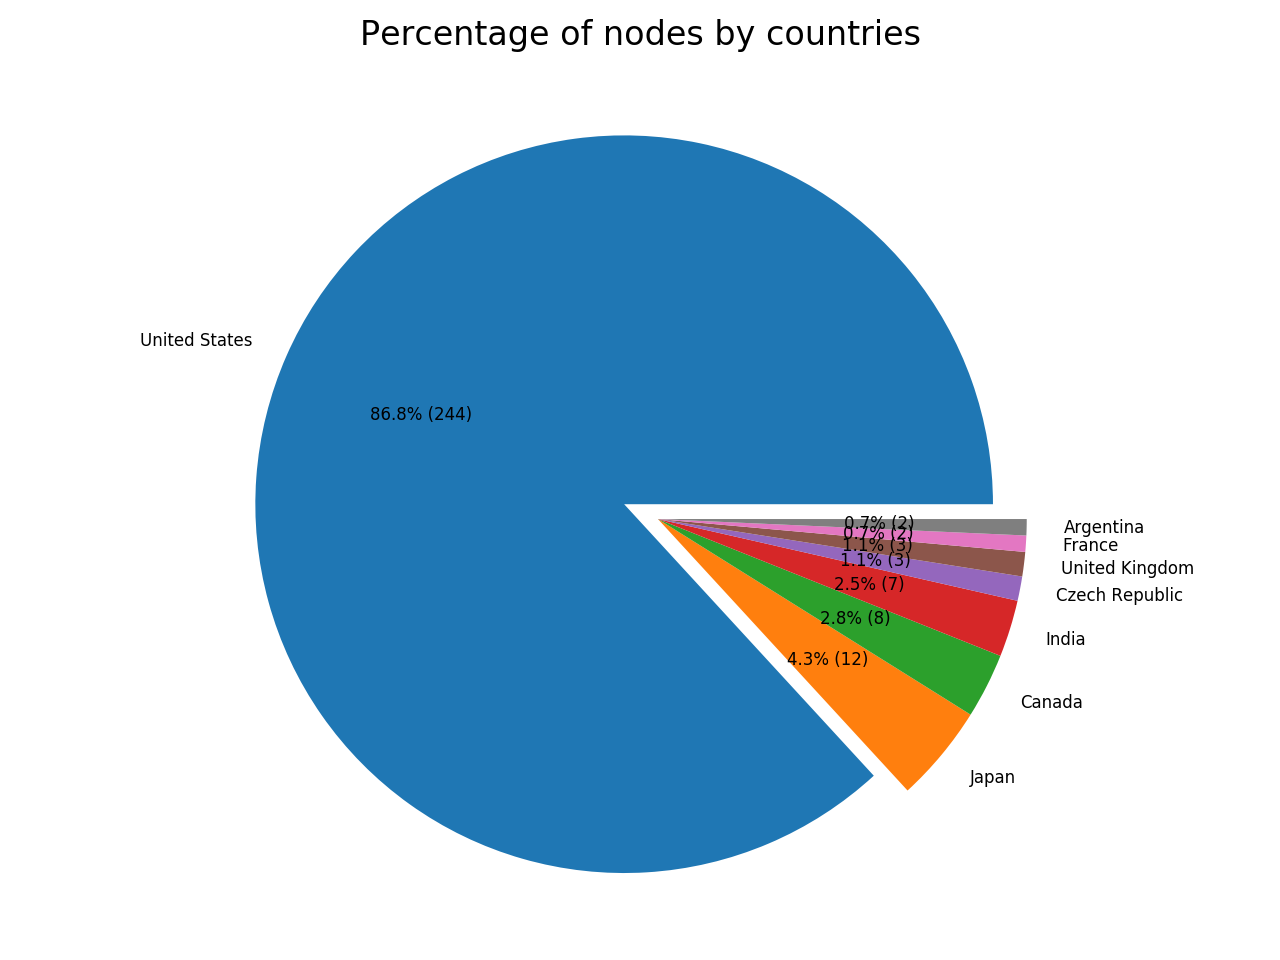 Percentage of nodes by countries
United States
86.8% (244)
0.7% (2)
Argentina
0.7% (2)
France
1.1% (3)
United Kingdom
1.1% (3)
Czech Republic
2.5% (7)
India
2.8% (8)
Canada
4.3% (12)
Japan